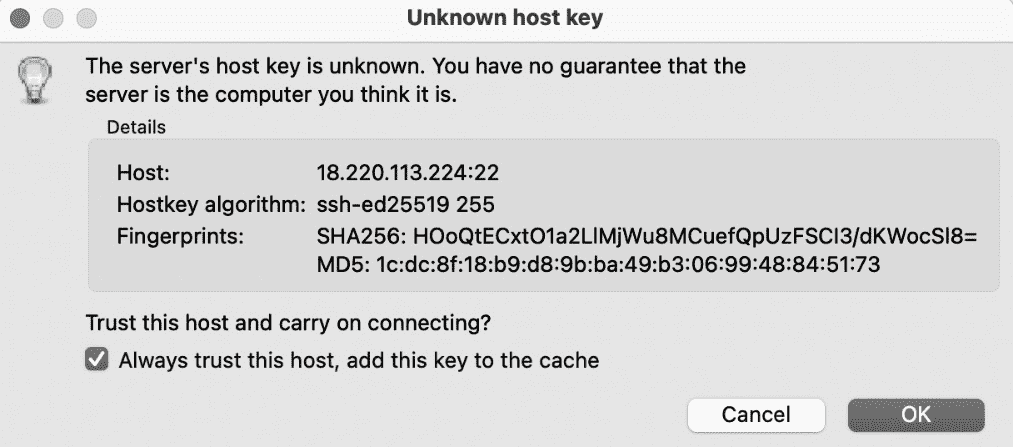 Unknown host key
The server's host key is unknown. You have no guarantee that the
server is the computer you think it is.
Details
Host: 18.220.113.224:22
Hostkey algorithm: ssh-ed25519 255
Fingerprints: SHA256: HOoQtECxtO1a2LlMjWu8MCuefQpUzFSCl3/dKWocSl8=
MD5: 1c:dc:8f:18:b9:d8:9b:ba:49:b3:06:99:48:84:51:73
Trust this host and carry on connecting?
Always trust this host, add this key to the cache
Cancel OK